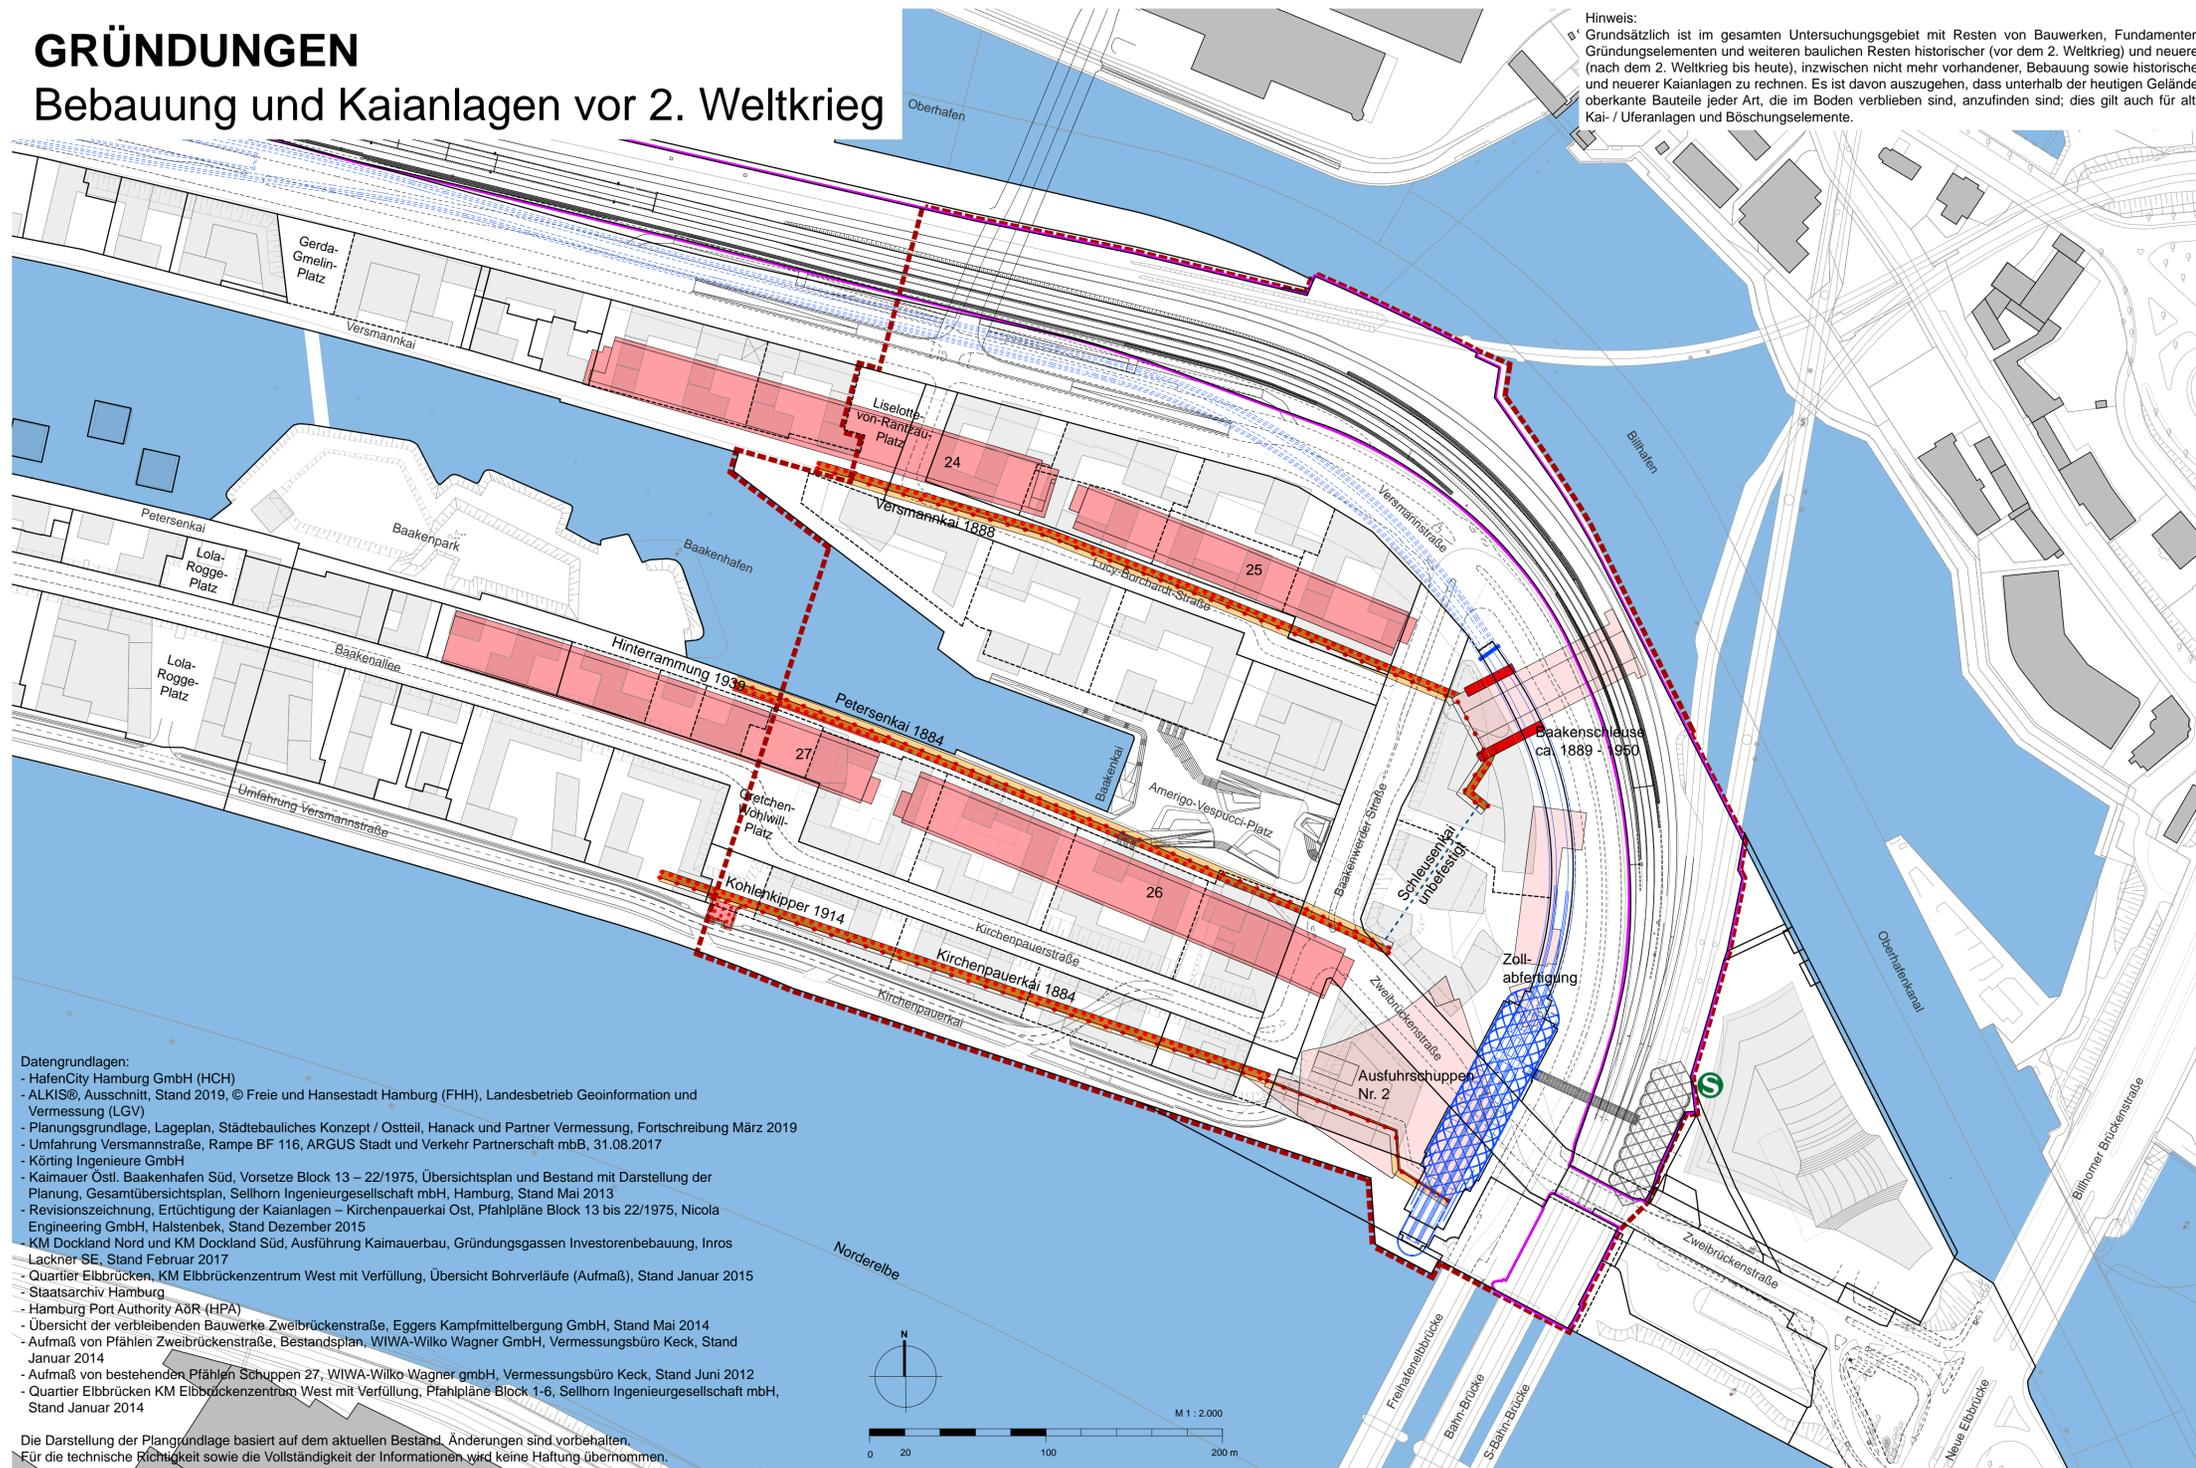 GRÜNDUNGEN
Bebauung und Kaianlagen vor 2. Weltkrieg
Hinweis:
Grundsätzlich ist im gesamten Untersuchungsgebiet mit Resten von Bauwerken, Fundamenten
Gründungselementen und weiteren baulichen Resten historischer (vor dem 2. Weltkrieg) und neuere
(nach dem 2. Weltkrieg bis heute), inzwischen nicht mehr vorhandener, Bebauung sowie historische
und neuerer Kaianlagen zu rechnen. Es ist davon auszugehen, dass unterhalb der heutigen Gelände
oberkante Bauteile jeder Art, die im Boden verblieben sind, anzufinden sind; dies gilt auch für alt
Kai- / Uferanlagen und Böschungselemente.
Oberhafen
Gerda-
Gmelin-
Platz
Versmannkai
Liselotte-
von-Rantzau-
Platz
24
Billhafen
Versmannstraße
Versmannkai 1888
Petersenkai
Baakenpark
Baakenhafen
Lucy-Borchardt-Straße
25
Lola-
Rogge-
Platz
Baakenallee
Hinterrammung 1939
Lola-
Rogge-
Platz
Petersenkai 1884
27
Baakenschleuse
ca. 1889 - 1950
Baakenkai
Amerigo-Vespucci-Platz
Baakenwerder Straße
Schleusenkai
unbefestigt
Umfahrung Versmannstraße
Gretchen-
Wohlwill-
Platz
26
Kohlenkipper 1914
Kirchenpauerstraße
Kirchenpauerkai 1884
Kirchenpauerkai
Zoll-
abfertigung
Zweibrückenstraße
Oberhafenkanal
Ausfuhrschuppen
Nr. 2
S
Billhorner Brückenstraße
Zweibrückenstraße
Norderelbe
Freihafenelbbrücke
Bahn-Brücke
S-Bahn-Brücke
Neue Elbbrücke
Datengrundlagen:
- HafenCity Hamburg GmbH (HCH)
- ALKIS®, Ausschnitt, Stand 2019, © Freie und Hansestadt Hamburg (FHH), Landesbetrieb Geoinformation und
Vermessung (LGV)
- Planungsgrundlage, Lageplan, Städtebauliches Konzept / Ostteil, Hanack und Partner Vermessung, Fortschreibung März 2019
- Umfahrung Versmannstraße, Rampe BF 116, ARGUS Stadt und Verkehr Partnerschaft mbB, 31.08.2017
- Körting Ingenieure GmbH
- Kaimauer Östl. Baakenhafen Süd, Vorsetze Block 13 – 22/1975, Übersichtsplan und Bestand mit Darstellung der
Planung, Gesamtübersichtsplan, Sellhorn Ingenieurgesellschaft mbH, Hamburg, Stand Mai 2013
- Revisionszeichnung, Ertüchtigung der Kaianlagen – Kirchenpauerkai Ost, Pfahlpläne Block 13 bis 22/1975, Nicola
Engineering GmbH, Halstenbek, Stand Dezember 2015
- KM Dockland Nord und KM Dockland Süd, Ausführung Kaimauerbau, Gründungsgassen Investorenbebauung, Inros
Lackner SE, Stand Februar 2017
- Quartier Elbbrücken, KM Elbbrückenzentrum West mit Verfüllung, Übersicht Bohrverläufe (Aufmaß), Stand Januar 2015
- Staatsarchiv Hamburg
- Hamburg Port Authority AöR (HPA)
- Übersicht der verbleibenden Bauwerke Zweibrückenstraße, Eggers Kampfmittelbergung GmbH, Stand Mai 2014
- Aufmaß von Pfählen Zweibrückenstraße, Bestandsplan, WIWA-Wilko Wagner GmbH, Vermessungsbüro Keck, Stand
Januar 2014
- Aufmaß von bestehenden Pfählen Schuppen 27, WIWA-Wilko Wagner gmbH, Vermessungsbüro Keck, Stand Juni 2012
- Quartier Elbbrücken KM Elbbrückenzentrum West mit Verfüllung, Pfahlpläne Block 1-6, Sellhorn Ingenieurgesellschaft mbH,
Stand Januar 2014
Die Darstellung der Plangrundlage basiert auf dem aktuellen Bestand. Änderungen sind vorbehalten.
Für die technische Richtigkeit sowie die Vollständigkeit der Informationen wird keine Haftung übernommen.
N
M 1 : 2.000
0 20 100 200 m